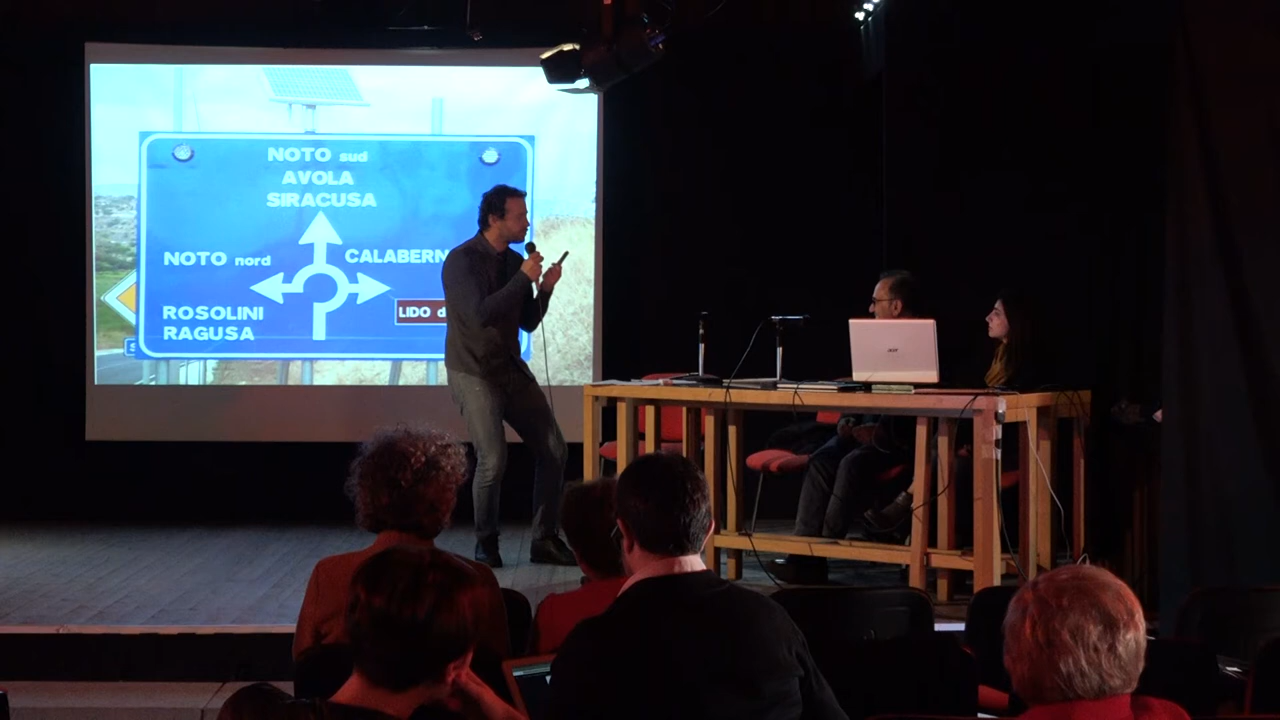 NOTO sud
AVOLA
SIRACUSA
NOTO nord
CALABERN
ROSOLINI
RAGUSA
LIDO d
acer